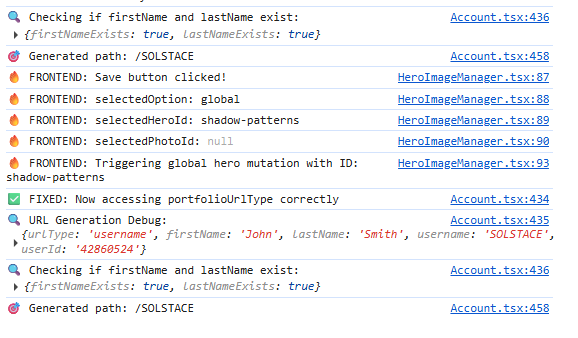 🔍 Checking if firstName and lastName exist: Account.tsx:436
▶ {firstNameExists: true, lastNameExists: true}
🎯 Generated path: /SOLSTACE Account.tsx:458
🔥 FRONTEND: Save button clicked! HeroImageManager.tsx:87
🔥 FRONTEND: selectedOption: global HeroImageManager.tsx:88
🔥 FRONTEND: selectedHeroId: shadow-patterns HeroImageManager.tsx:89
🔥 FRONTEND: selectedPhotoId: null HeroImageManager.tsx:90
🔥 FRONTEND: Triggering global hero mutation with ID: HeroImageManager.tsx:93
shadow-patterns
✅ FIXED: Now accessing portfolioUrlType correctly Account.tsx:434
🔍 URL Generation Debug: Account.tsx:435
▶ {urlType: 'username', firstName: 'John', lastName: 'Smith', username: 'SOLSTACE',
userId: '42860524'}
🔍 Checking if firstName and lastName exist: Account.tsx:436
▶ {firstNameExists: true, lastNameExists: true}
🎯 Generated path: /SOLSTACE Account.tsx:458